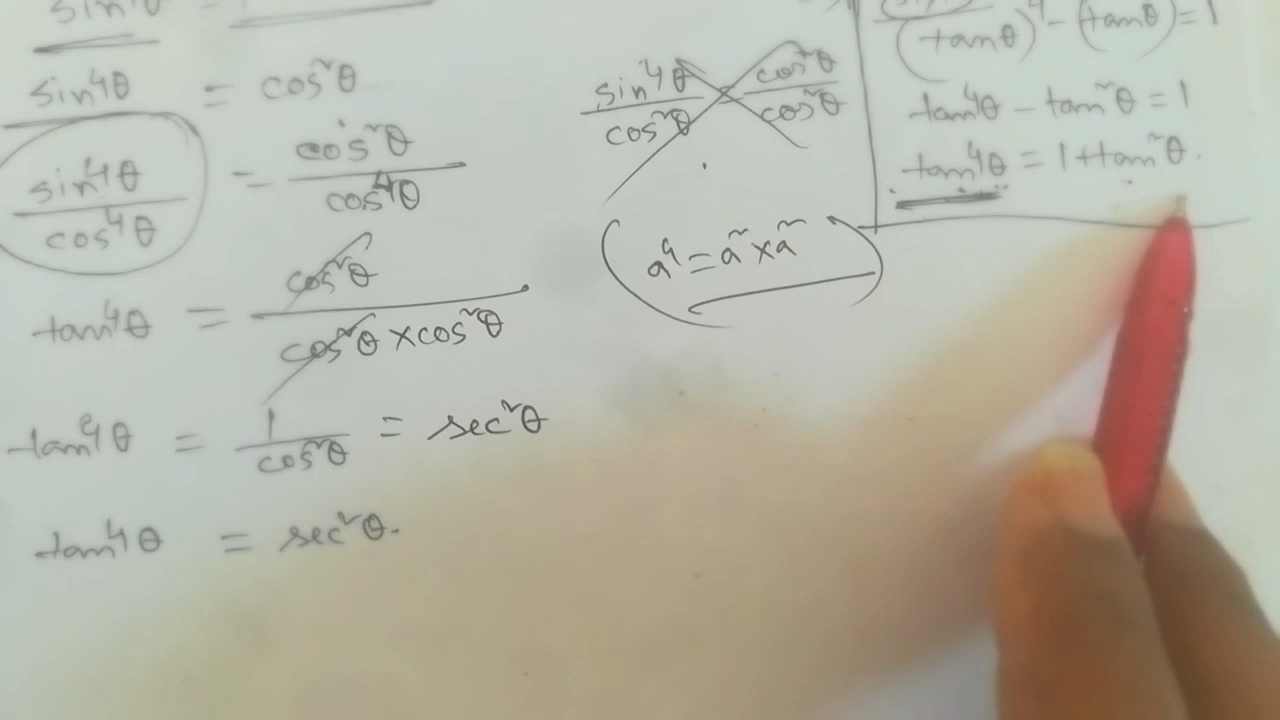 sin⁴θ = cos²θ
sin⁴θ/cos⁴θ = cos²θ/cos⁴θ
tan⁴θ = cos²θ/cos²θ × cos²θ
tan⁴θ = 1/cos²θ = sec²θ
tan⁴θ = sec²θ.
sin⁴θ/cos²θ = cos²θ/cos²θ
(a⁴ = a² × a²)
(tanθ)⁴ - (tanθ) = 1
tan⁴θ - tan²θ = 1
tan⁴θ = 1 + tan²θ.